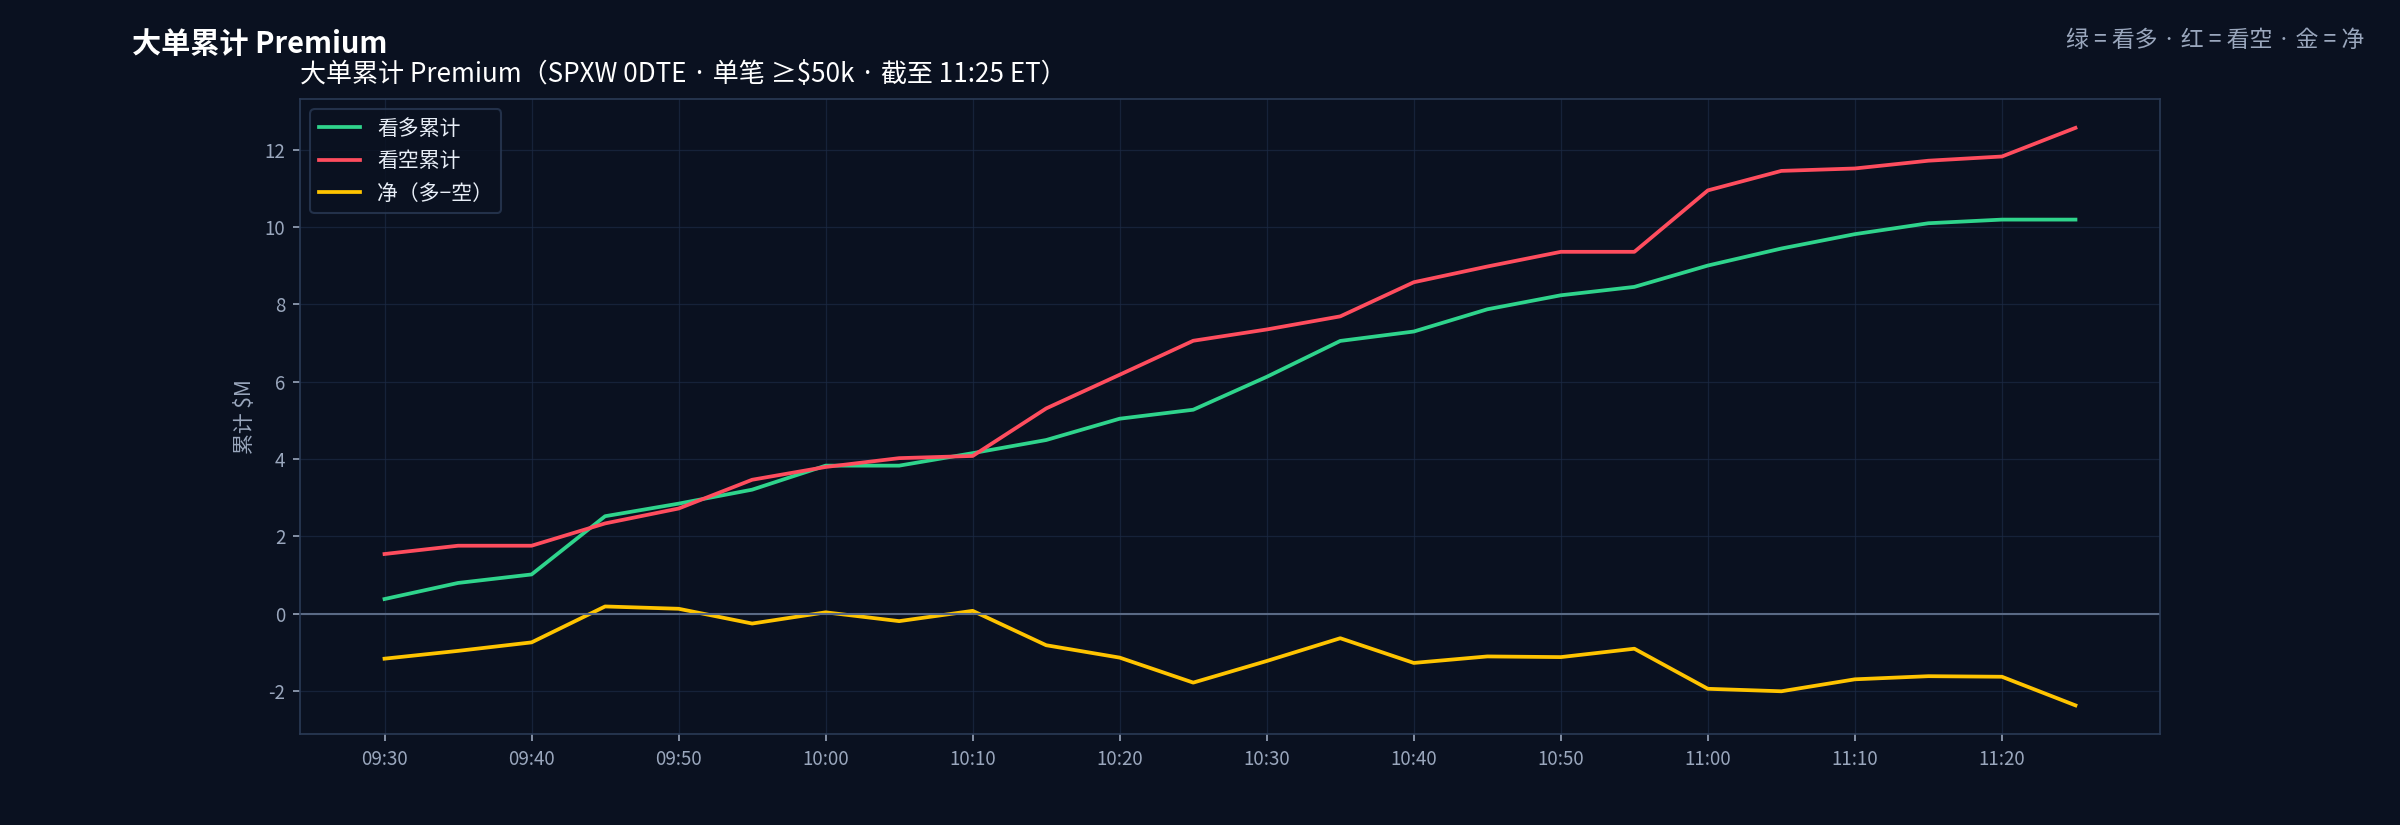 大单累计 Premium
绿 = 看多 · 红 = 看空 · 金 = 净
大单累计 Premium（SPXW 0DTE · 单笔 ≥$50k · 截至 11:25 ET）
看多累计
看空累计
净（多−空）
累计 $M
12
10
8
6
4
2
0
-2
09:30 09:40 09:50 10:00 10:10 10:20 10:30 10:40 10:50 11:00 11:10 11:20